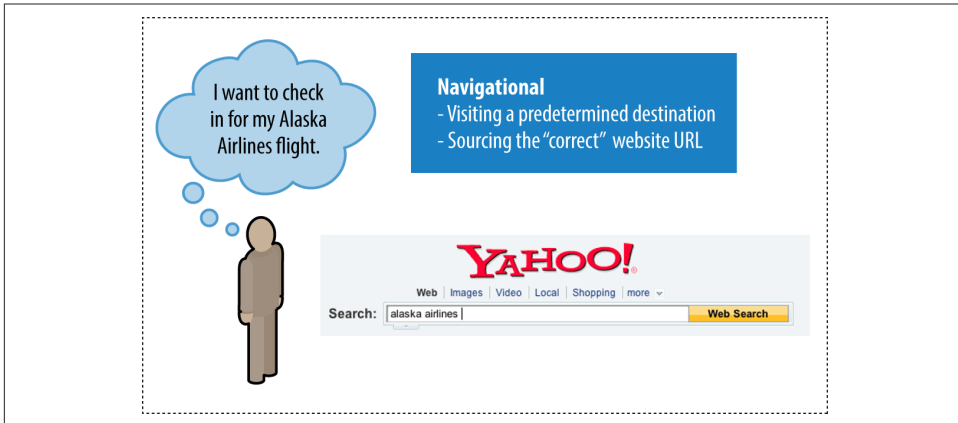 I want to check
in for my Alaska
Airlines flight.
Navigational
- Visiting a predetermined destination
- Sourcing the “correct” website URL
YAHOO!®
Web | Images | Video | Local | Shopping | more
Search: alaska airlines Web Search